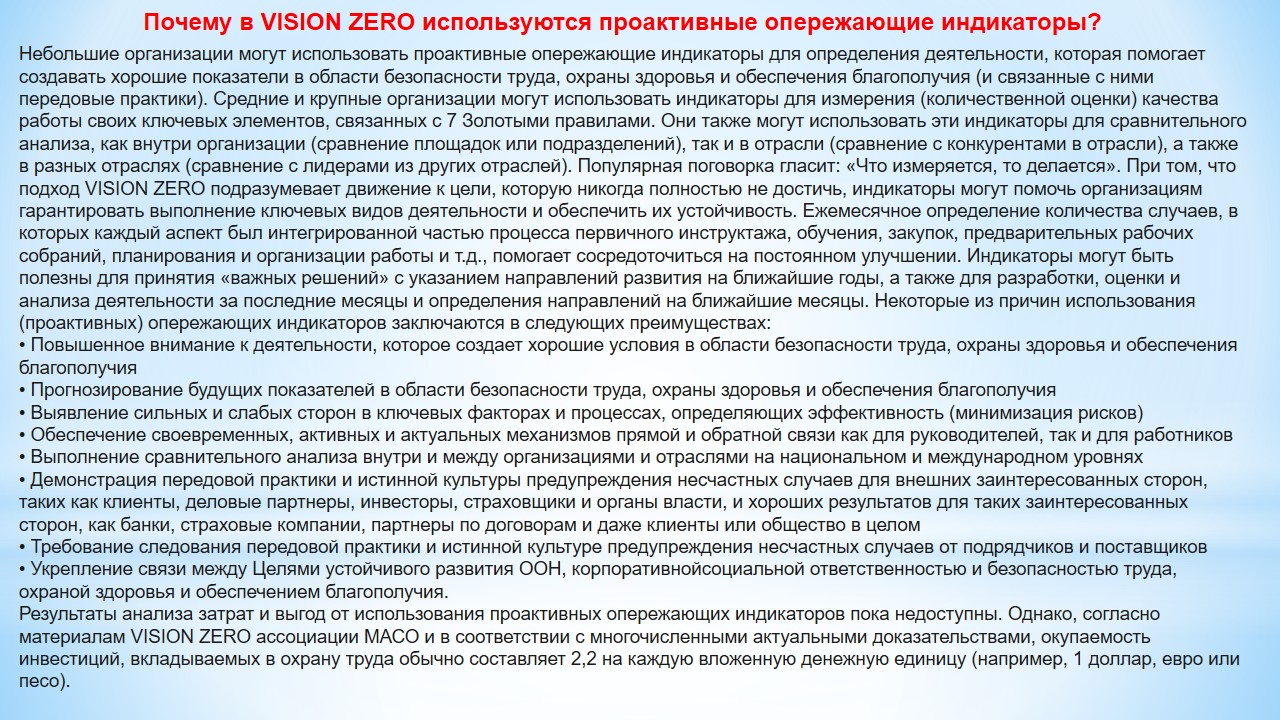 Почему в VISION ZERO используются проактивные опережающие индикаторы?
Небольшие организации могут использовать проактивные опережающие индикаторы для определения деятельности, которая помогает
создавать хорошие показатели в области безопасности труда, охраны здоровья и обеспечения благополучия (и связанные с ними
передовые практики). Средние и крупные организации могут использовать индикаторы для измерения (количественной оценки) качества
работы своих ключевых элементов, связанных с 7 Золотыми правилами. Они также могут использовать эти индикаторы для сравнительного
анализа, как внутри организации (сравнение площадок или подразделений), так и в отрасли (сравнение с конкурентами в отрасли), а также
в разных отраслях (сравнение с лидерами из других отраслей). Популярная поговорка гласит: «Что измеряется, то делается». При том, что
подход VISION ZERO подразумевает движение к цели, которую никогда полностью не достичь, индикаторы могут помочь организациям
гарантировать выполнение ключевых видов деятельности и обеспечить их устойчивость. Ежемесячное определение количества случаев, в
которых каждый аспект был интегрированной частью процесса первичного инструктажа, обучения, закупок, предварительных рабочих
собраний, планирования и организации работы и т.д., помогает сосредоточиться на постоянном улучшении. Индикаторы могут быть
полезны для принятия «важных решений» с указанием направлений развития на ближайшие годы, а также для разработки, оценки и
анализа деятельности за последние месяцы и определения направлений на ближайшие месяцы. Некоторые из причин использования
(проактивных) опережающих индикаторов заключаются в следующих преимуществах:
• Повышенное внимание к деятельности, которое создает хорошие условия в области безопасности труда, охраны здоровья и обеспечения
благополучия
• Прогнозирование будущих показателей в области безопасности труда, охраны здоровья и обеспечения благополучия
• Выявление сильных и слабых сторон в ключевых факторах и процессах, определяющих эффективность (минимизация рисков)
• Обеспечение своевременных, активных и актуальных механизмов прямой и обратной связи как для руководителей, так и для работников
• Выполнение сравнительного анализа внутри и между организациями и отраслями на национальном и международном уровнях
• Демонстрация передовой практики и истинной культуры предупреждения несчастных случаев для внешних заинтересованных сторон,
таких как клиенты, деловые партнеры, инвесторы, страховщики и органы власти, и хороших результатов для таких заинтересованных
сторон, как банки, страховые компании, партнеры по договорам и даже клиенты или общество в целом
• Требование следования передовой практики и истинной культуре предупреждения несчастных случаев от подрядчиков и поставщиков
• Укрепление связи между Целями устойчивого развития ООН, корпоративнойсоциальной ответственностью и безопасностью труда,
охраной здоровья и обеспечением благополучия.
Результаты анализа затрат и выгод от использования проактивных опережающих индикаторов пока недоступны. Однако, согласно
материалам VISION ZERO ассоциации МАСО и в соответствии с многочисленными актуальными доказательствами, окупаемость
инвестиций, вкладываемых в охрану труда обычно составляет 2,2 на каждую вложенную денежную единицу (например, 1 доллар, евро или
песо).